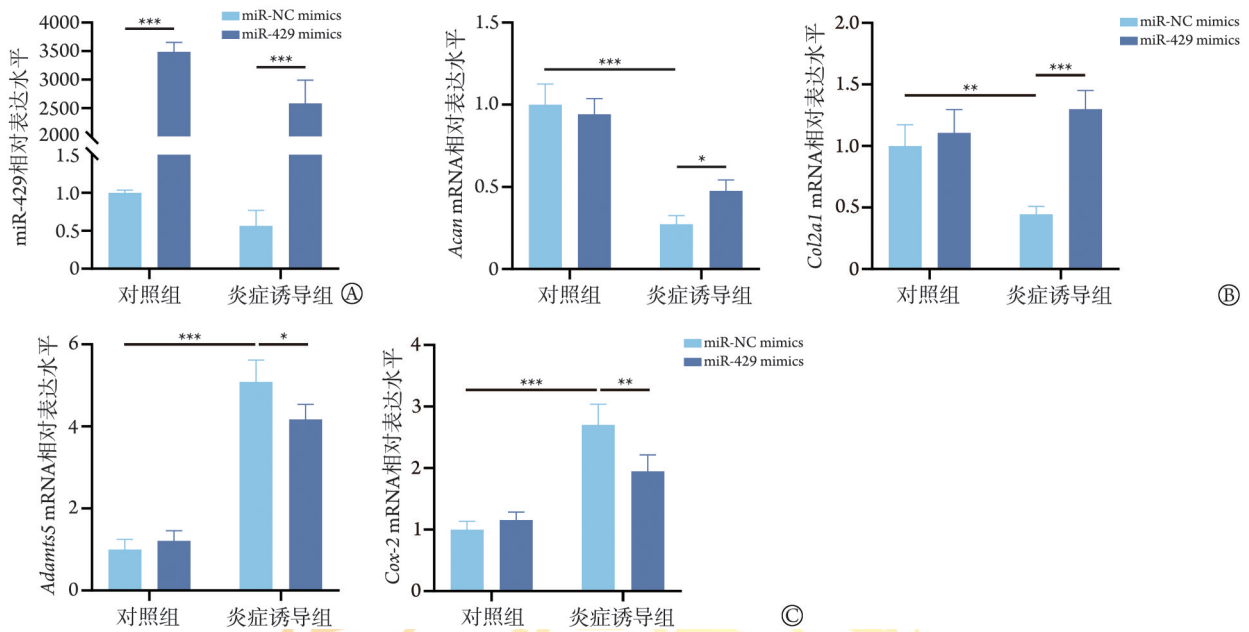 miR-429相对表达水平
4000
3500
3000
2500
2000
1.5
1.0
0.5
0
***
***
miR-NC mimics
miR-429 mimics
对照组
炎症诱导组
Ⓐ
Acan mRNA相对表达水平
1.5
1.0
0.5
0
***
*
对照组
炎症诱导组
Col2a1 mRNA相对表达水平
2.0
1.5
1.0
0.5
0
**
***
miR-NC mimics
miR-429 mimics
对照组
炎症诱导组
Ⓑ
Adamts5 mRNA相对表达水平
6
4
2
0
***
*
对照组
炎症诱导组
Cox-2 mRNA相对表达水平
4
3
2
1
0
***
**
miR-NC mimics
miR-429 mimics
对照组
炎症诱导组
Ⓒ